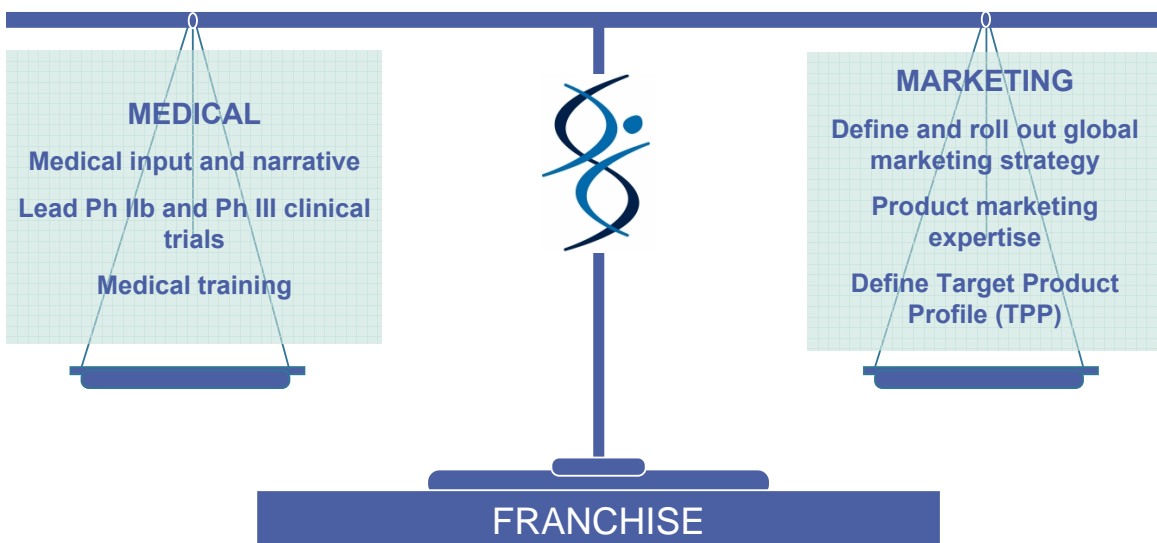 MEDICAL
Medical input and narrative
Lead Ph IIb and Ph III clinical
trials
Medical training
MARKETING
Define and roll out global
marketing strategy
Product marketing
expertise
Define Target Product
Profile (TPP)
FRANCHISE